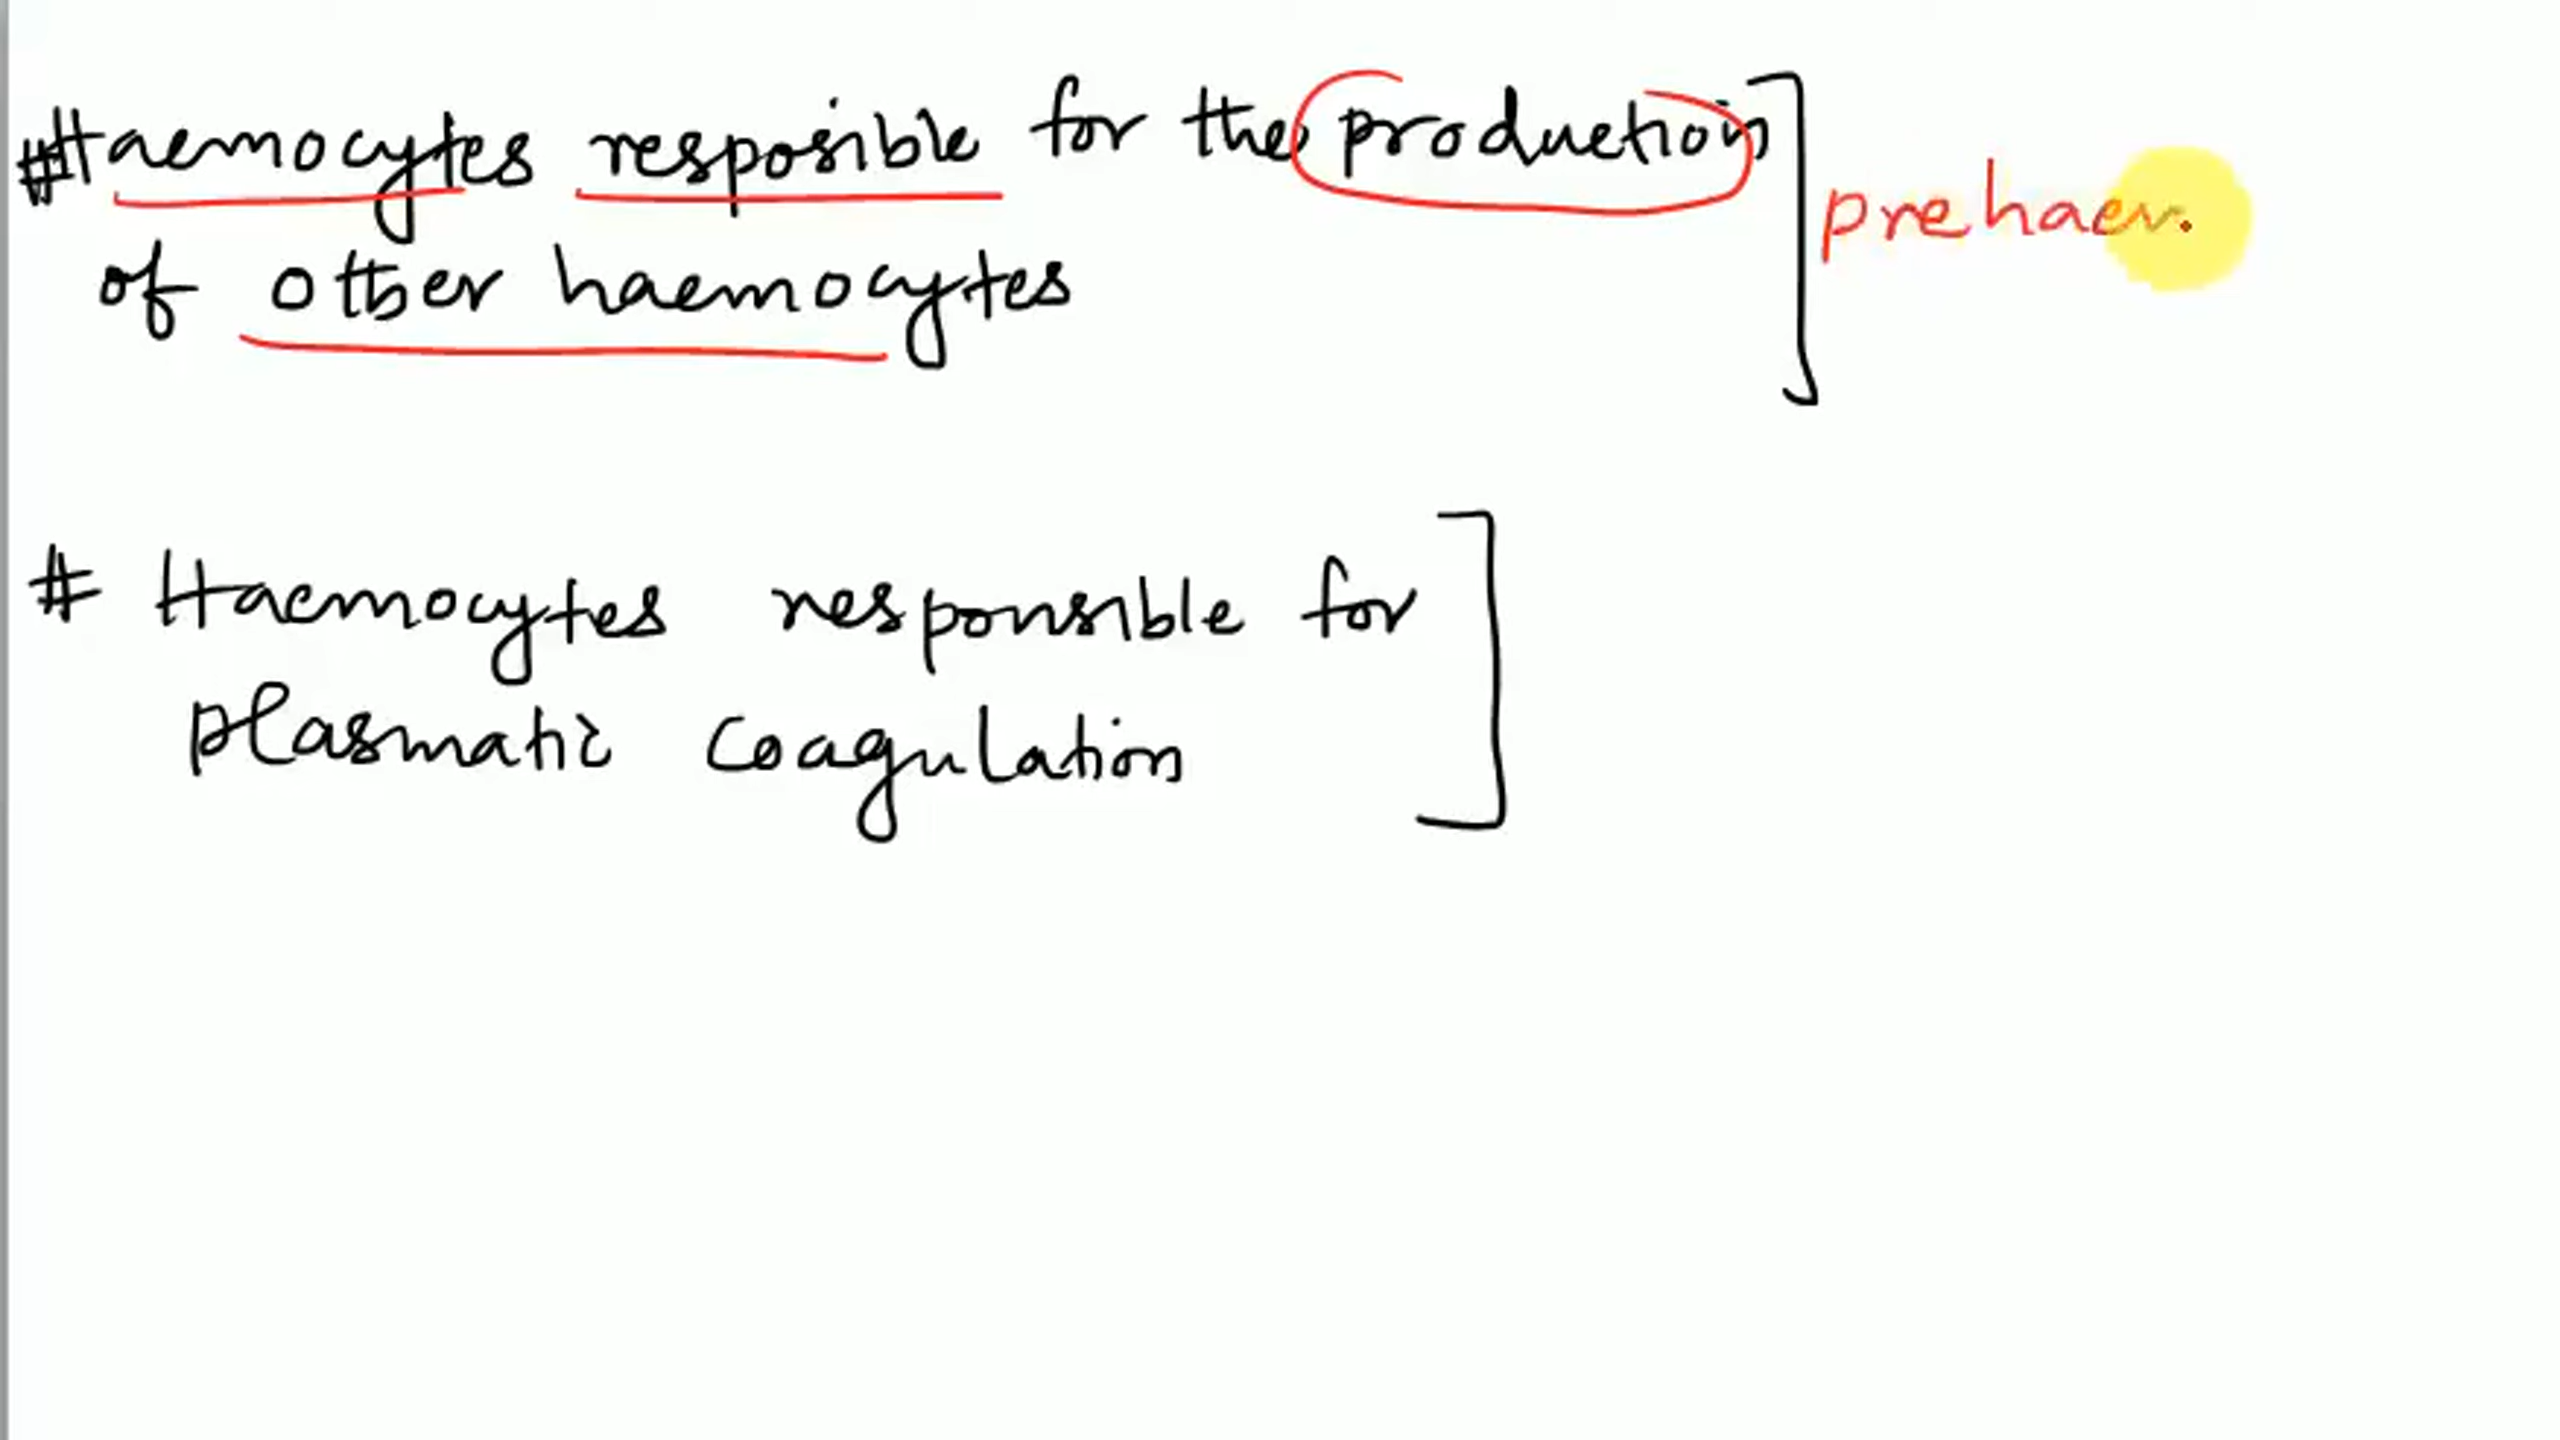 #Haemocytes resposible for the production
prehaem
of other haemocytes
# Haemocytes responsible for
plasmatic coagulation